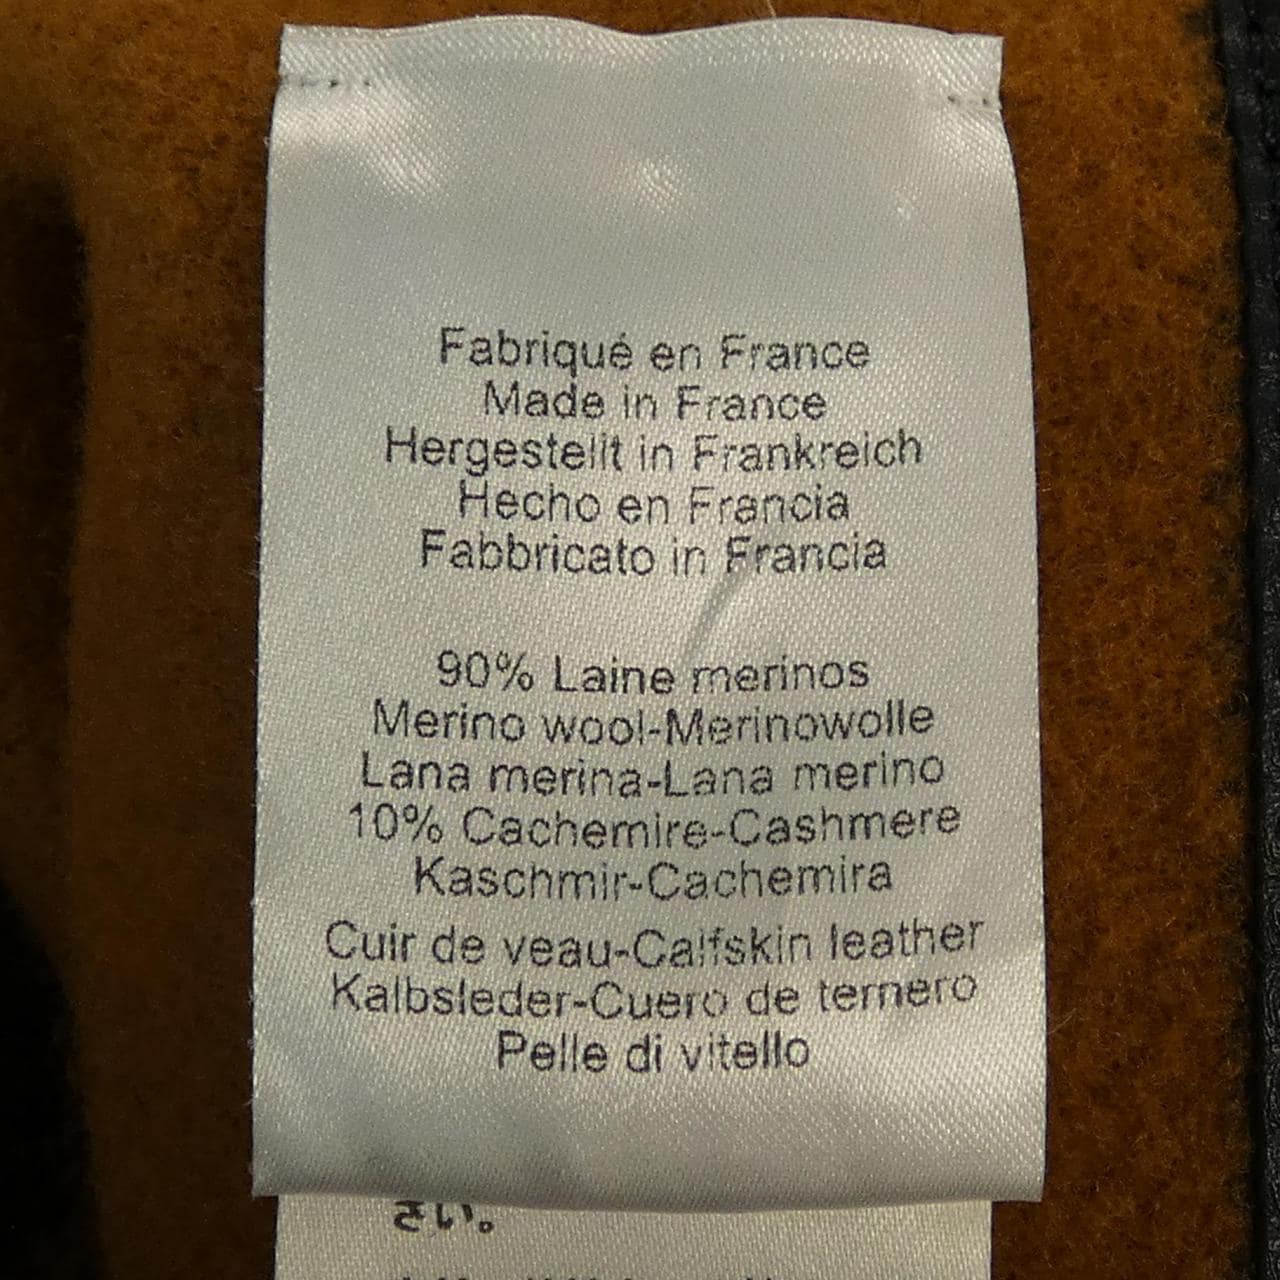 Fabriqué en France
Made in France
Hergestellt in Frankreich
Hecho en Francia
Fabbricato in Francia
90% Laine merinos
Merino wool-Merinowolle
Lana merina-Lana merino
10% Cachemire-Cashmere
Kaschmir-Cachemira
Cuir de veau-Calfskin leather
Kalbsleder-Cuero de ternero
Pelle di vitello
さい。